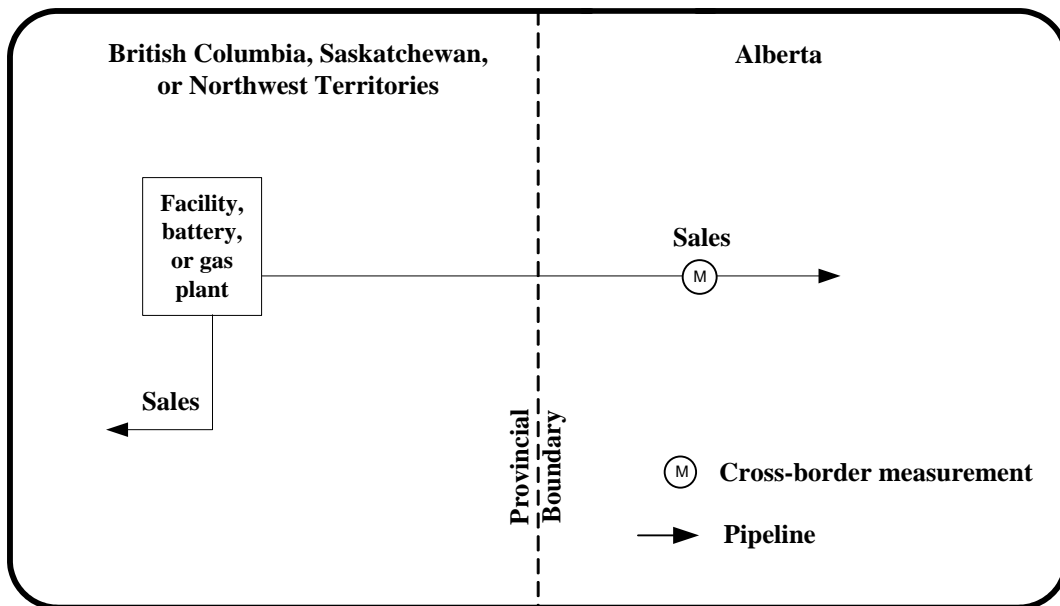 British Columbia, Saskatchewan,
or Northwest Territories
Alberta
Facility,
battery,
or gas
plant
Sales
M
Sales
Provincial
Boundary
M Cross-border measurement
Pipeline